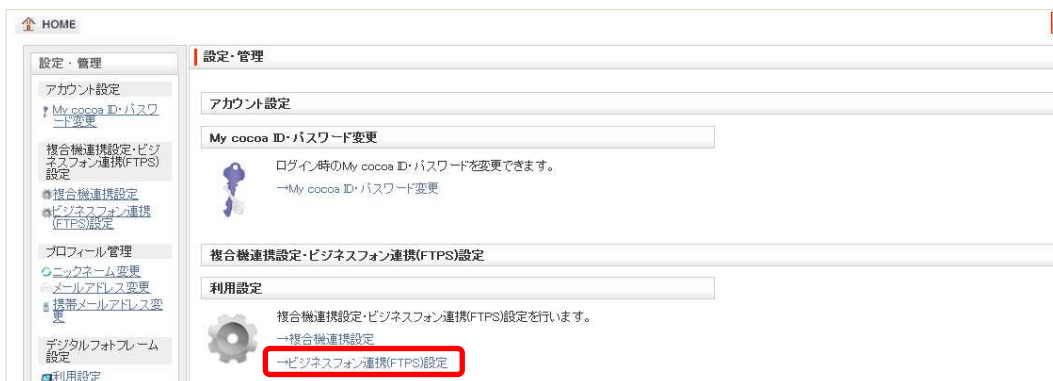 HOME
設定・管理
アカウント設定
My cocoa ID・パスワ
ード変更
複合機連携設定・ビジ
ネスフォン連携(FTPS)
設定
複合機連携設定
ビジネスフォン連携
(FTPS)設定
プロフィール管理
ニックネーム変更
メールアドレス変更
携帯メールアドレス変
更
デジタルフォトフレーム
設定
利用設定
設定・管理
アカウント設定
My cocoa ID・パスワード変更
ログイン時のMy cocoa ID・パスワードを変更できます。
→My cocoa ID・パスワード変更
複合機連携設定・ビジネスフォン連携(FTPS)設定
利用設定
複合機連携設定・ビジネスフォン連携(FTPS)設定を行います。
→複合機連携設定
→ビジネスフォン連携(FTPS)設定